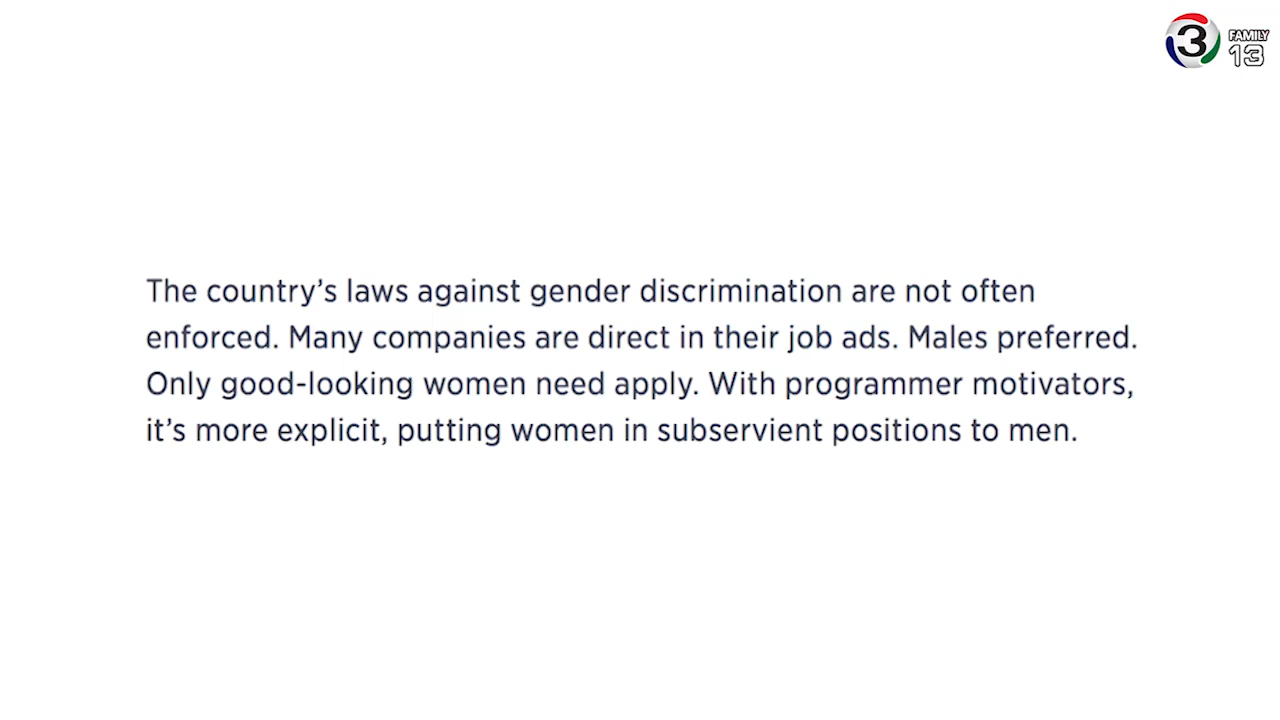 3 FAMILY
13
The country’s laws against gender discrimination are not often
enforced. Many companies are direct in their job ads. Males preferred.
Only good-looking women need apply. With programmer motivators,
it’s more explicit, putting women in subservient positions to men.